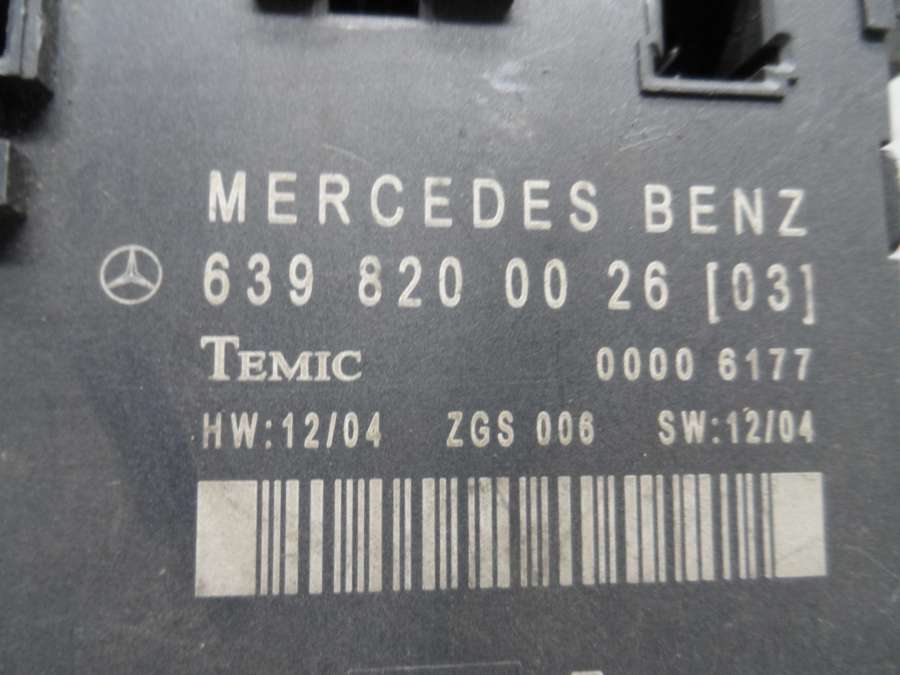 MERCEDES BENZ
639 820 00 26 [03]
TEMIC 0000 6177
HW:12/04 ZGS 006 SW:12/04